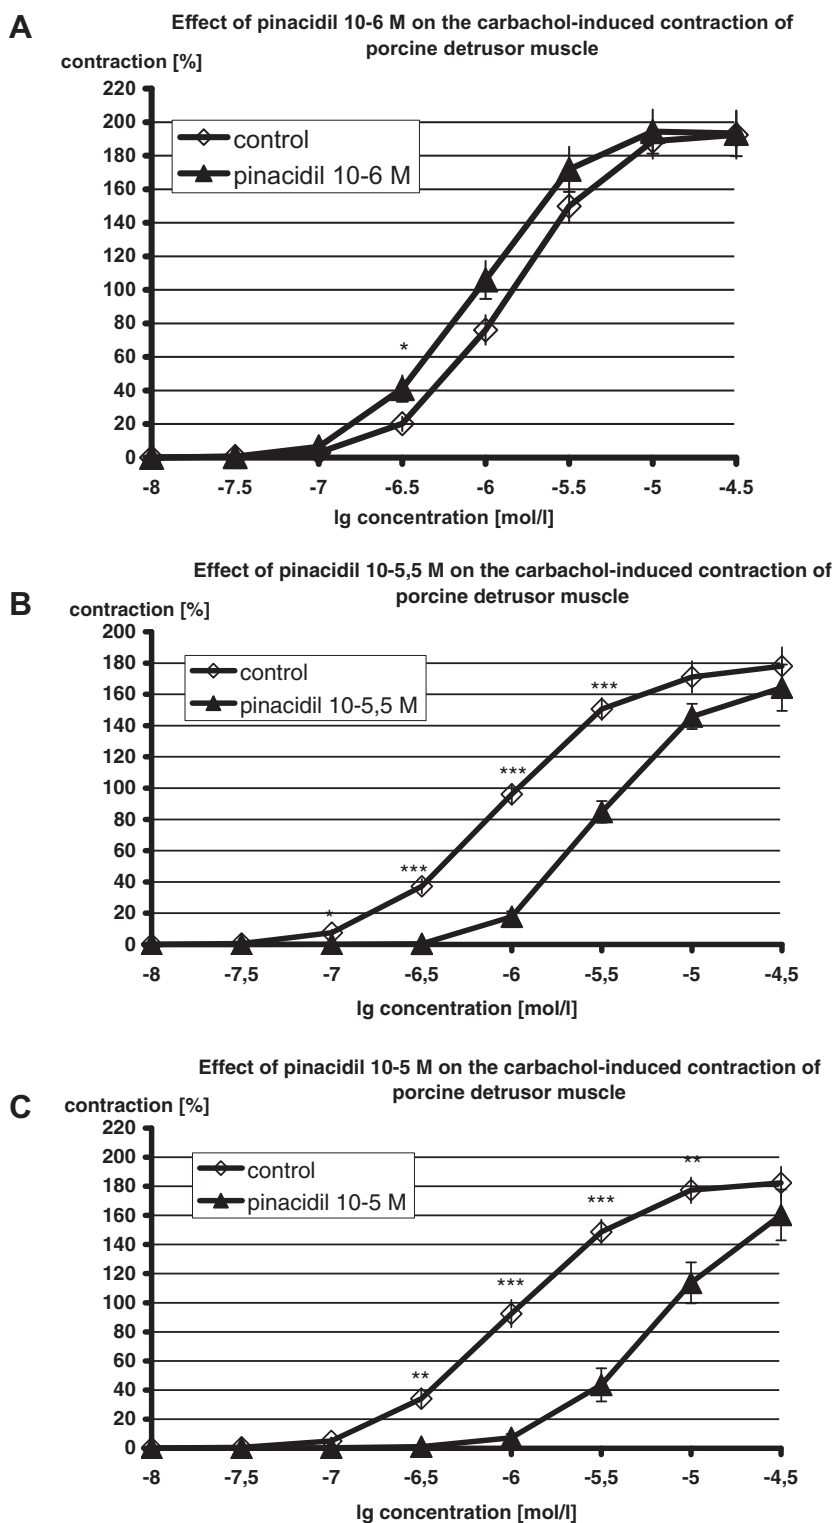 A
Effect of pinacidil 10-6 M on the carbachol-induced contraction of
porcine detrusor muscle
contraction [%]
220
200
180
160
140
120
100
80
60
40
20
0
control
pinacidil 10-6 M
*
-8 -7.5 -7 -6.5 -6 -5.5 -5 -4.5
lg concentration [mol/l]
B
Effect of pinacidil 10-5,5 M on the carbachol-induced contraction of
porcine detrusor muscle
contraction [%]
200
180
160
140
120
100
80
60
40
20
0
control
pinacidil 10-5,5 M
* *** *** ***
-8 -7,5 -7 -6,5 -6 -5,5 -5 -4,5
lg concentration [mol/l]
C
Effect of pinacidil 10-5 M on the carbachol-induced contraction of
porcine detrusor muscle
contraction [%]
220
200
180
160
140
120
100
80
60
40
20
0
control
pinacidil 10-5 M
** *** *** **
-8 -7,5 -7 -6,5 -6 -5,5 -5 -4,5
lg concentration [mol/l]